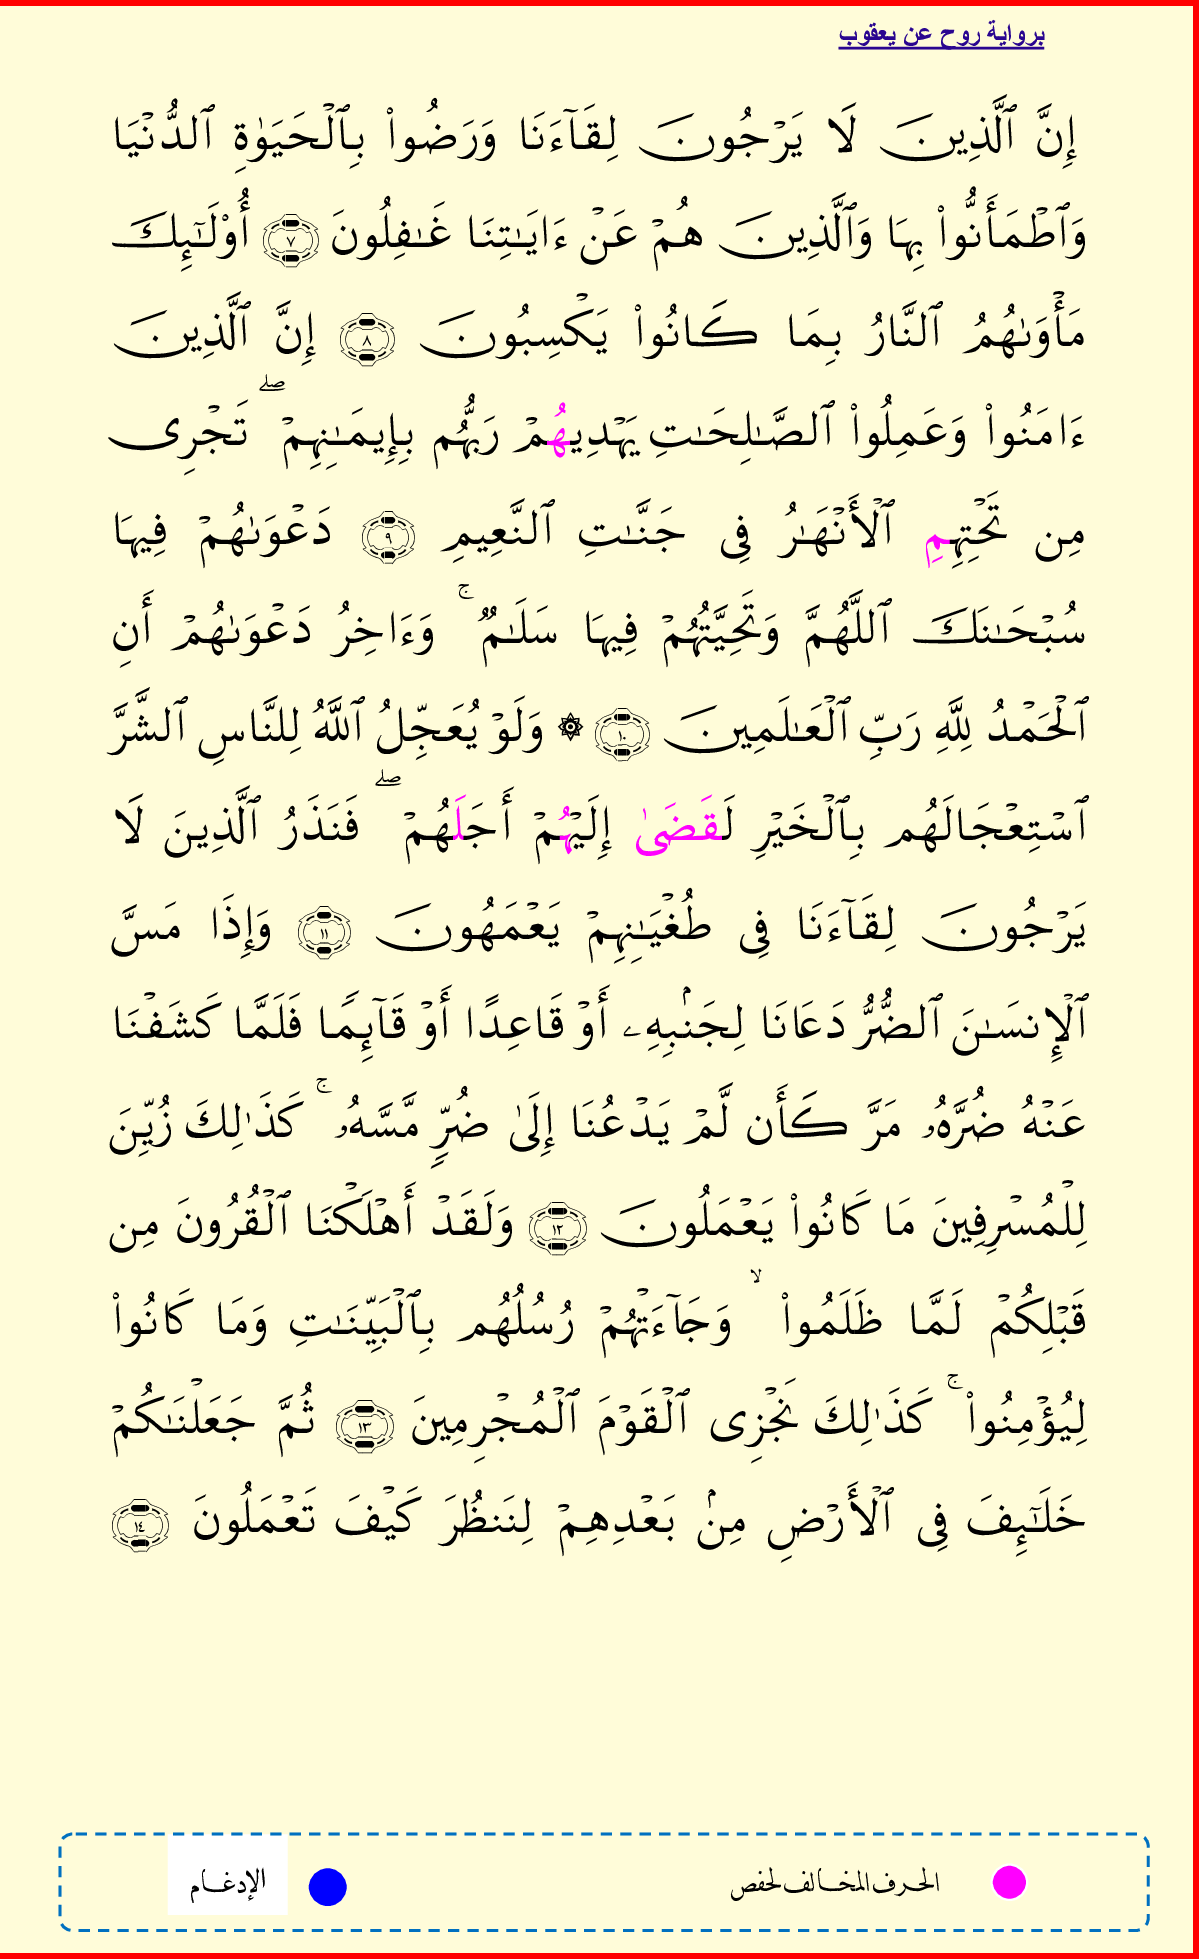 برواية روح عن يعقوب
إِنَّ ٱلَّذِينَ لَا يَرۡجُونَ لِقَآءَنَا وَرَضُواْ بِٱلۡحَيَوٰةِ ٱلدُّنۡيَا
وَٱطۡمَأَنُّواْ بِهَا وَٱلَّذِينَ هُمۡ عَنۡ ءَايَٰتِنَا غَٰفِلُونَ ٧ أُوْلَٰٓئِكَ
مَأۡوَىٰهُمُ ٱلنَّارُ بِمَا كَانُواْ يَكۡسِبُونَ ٨ إِنَّ ٱلَّذِينَ
ءَامَنُواْ وَعَمِلُواْ ٱلصَّٰلِحَٰتِ يَهۡدِيهُمۡ رَبُّهُم بِإِيمَٰنِهِمۡۖ تَجۡرِي
مِن تَحۡتِهِمِ ٱلۡأَنۡهَٰرُ فِي جَنَّٰتِ ٱلنَّعِيمِ ٩ دَعۡوَىٰهُمۡ فِيهَا
سُبۡحَٰنَكَ ٱللَّهُمَّ وَتَحِيَّتُهُمۡ فِيهَا سَلَٰمٞۚ وَءَاخِرُ دَعۡوَىٰهُمۡ أَنِ
ٱلۡحَمۡدُ لِلَّهِ رَبِّ ٱلۡعَٰلَمِينَ ١٠ ۞ وَلَوۡ يُعَجِّلُ ٱللَّهُ لِلنَّاسِ ٱلشَّرَّ
ٱسۡتِعۡجَالَهُم بِٱلۡخَيۡرِ لَقَضَىٰ إِلَيۡهُمۡ أَجَلَهُمۡۖ فَنَذَرُ ٱلَّذِينَ لَا
يَرۡجُونَ لِقَآءَنَا فِي طُغۡيَٰنِهِمۡ يَعۡمَهُونَ ١١ وَإِذَا مَسَّ
ٱلۡإِنسَٰنَ ٱلضُّرُّ دَعَانَا لِجَنۢبِهِۦ أَوۡ قَاعِدًا أَوۡ قَآئِمٗا فَلَمَّا كَشَفۡنَا
عَنۡهُ ضُرَّهُۥ مَرَّ كَأَن لَّمۡ يَدۡعُنَا إِلَىٰ ضُرّٖ مَّسَّهُۥۚ كَذَٰلِكَ زُيِّنَ
لِلۡمُسۡرِفِينَ مَا كَانُواْ يَعۡمَلُونَ ١٢ وَلَقَدۡ أَهۡلَكۡنَا ٱلۡقُرُونَ مِن
قَبۡلِكُمۡ لَمَّا ظَلَمُواْۙ وَجَآءَتۡهُمۡ رُسُلُهُم بِٱلۡبَيِّنَٰتِ وَمَا كَانُواْ
لِيُؤۡمِنُواْۚ كَذَٰلِكَ نَجۡزِي ٱلۡقَوۡمَ ٱلۡمُجۡرِمِينَ ١٣ ثُمَّ جَعَلۡنَٰكُمۡ
خَلَٰٓئِفَ فِي ٱلۡأَرۡضِ مِنۢ بَعۡدِهِمۡ لِنَنظُرَ كَيۡفَ تَعۡمَلُونَ ١٤
الحرف المخالف لحفص
الإدغام